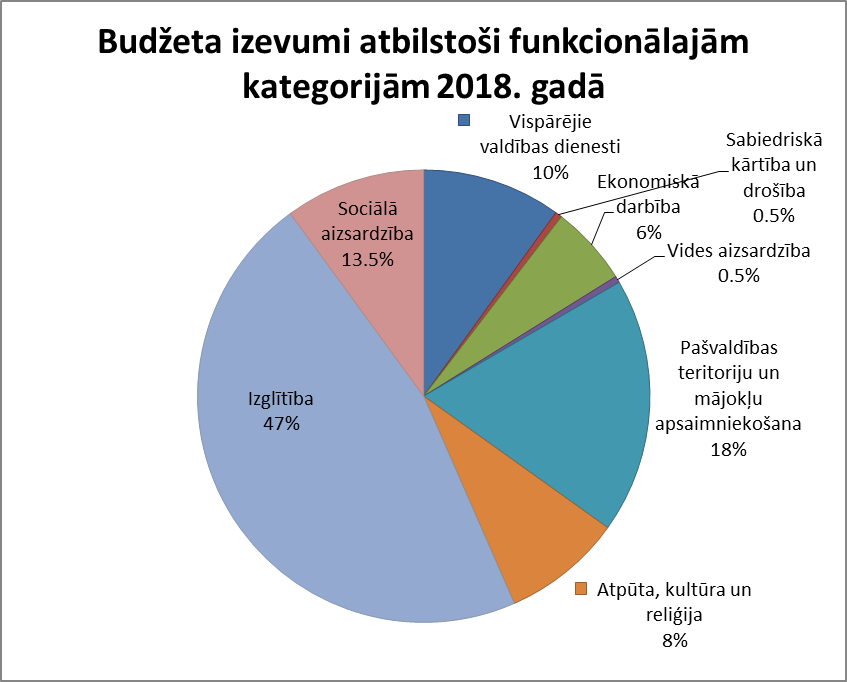 Budžeta izevumi atbilstoši funkcionālajām
kategorijām 2018. gadā
Vispārējie
valdības dienesti
10%
Sabiedriskā
kārtība un
drošība
0.5%
Ekonomiskā
darbība
6%
Vides aizsardzība
0.5%
Pašvaldības
teritoriju un
mājokļu
apsaimniekošana
18%
Atpūta, kultūra un
reliģija
8%
Izglītība
47%
Sociālā
aizsardzība
13.5%